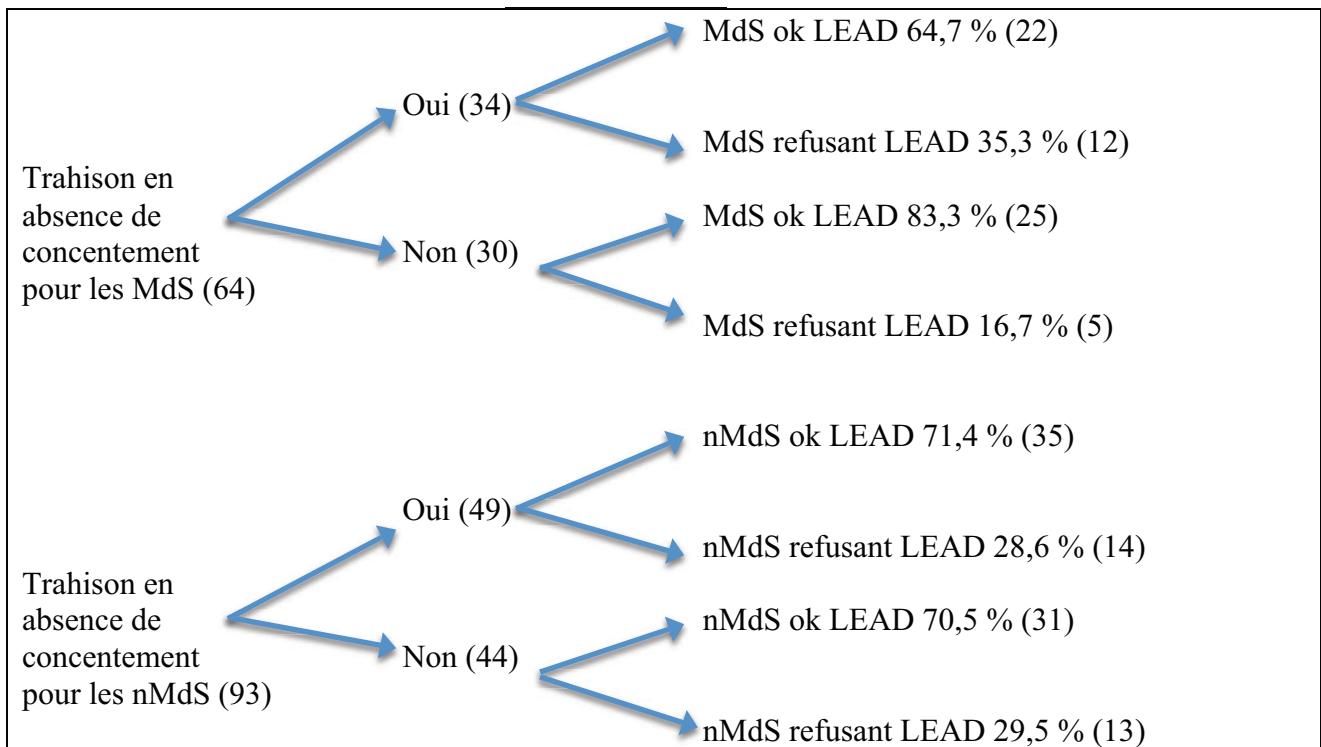 Trahison en
absence de
concentement
pour les MdS (64)
Oui (34)
MdS ok LEAD 64,7 % (22)
MdS refusant LEAD 35,3 % (12)
Non (30)
MdS ok LEAD 83,3 % (25)
MdS refusant LEAD 16,7 % (5)
Trahison en
absence de
concentement
pour les nMdS (93)
Oui (49)
nMdS ok LEAD 71,4 % (35)
nMdS refusant LEAD 28,6 % (14)
Non (44)
nMdS ok LEAD 70,5 % (31)
nMdS refusant LEAD 29,5 % (13)